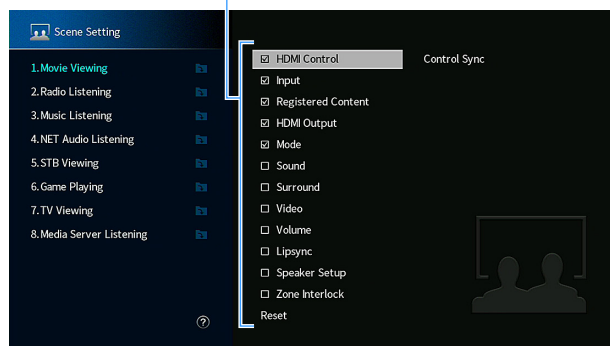 Scene Setting
1.Movie Viewing
2.Radio Listening
3.Music Listening
4.NET Audio Listening
5.STB Viewing
6.Game Playing
7.TV Viewing
8.Media Server Listening
?
HDMI Control Control Sync
Input
Registered Content
HDMI Output
Mode
Sound
Surround
Video
Volume
Lipsync
Speaker Setup
Zone Interlock
Reset